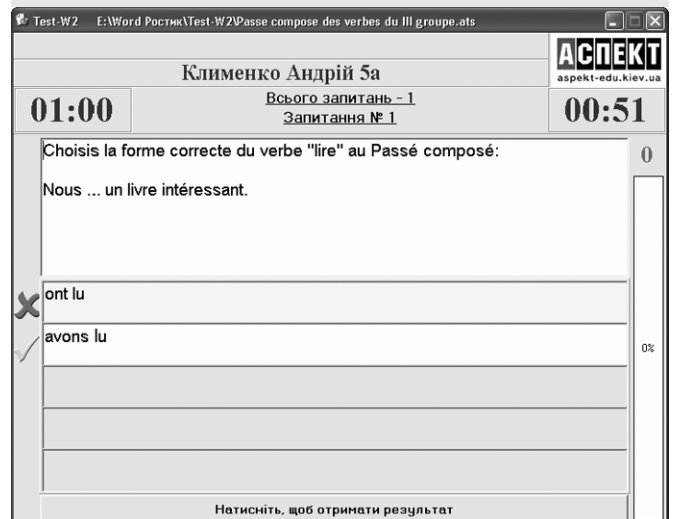 Test-W2 E:\Word Ростик\Test-W2\Passe compose des verbes du III groupe.ats
АСПЕКТ
aspekt-edu.kiev.ua
Клименко Андрій 5а
01:00
Всього запитань - 1
Запитання № 1
00:51
Choisis la forme correcte du verbe "lire" au Passé composé:
0
Nous ... un livre intéressant.
ont lu
avons lu
0%
Натисніть, щоб отримати результат